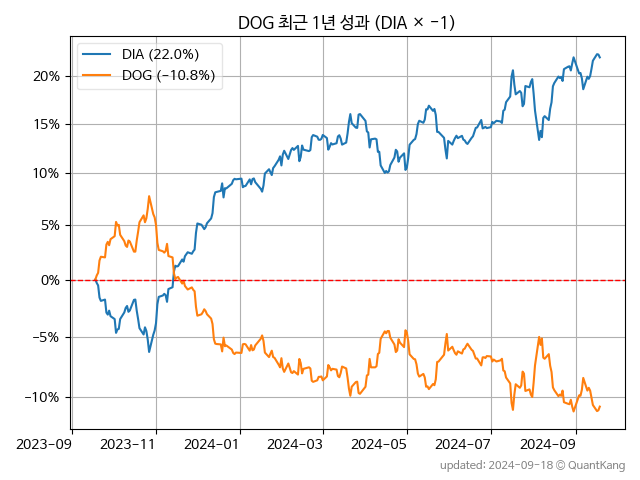 DOG 최근 1년 성과 (DIA × −1)
DIA (22.0%)
DOG (−10.8%)
20%
15%
10%
5%
0%
−5%
−10%
2023−09 2023−11 2024−01 2024−03 2024−05 2024−07 2024−09
updated: 2024-09-18 © QuantKang